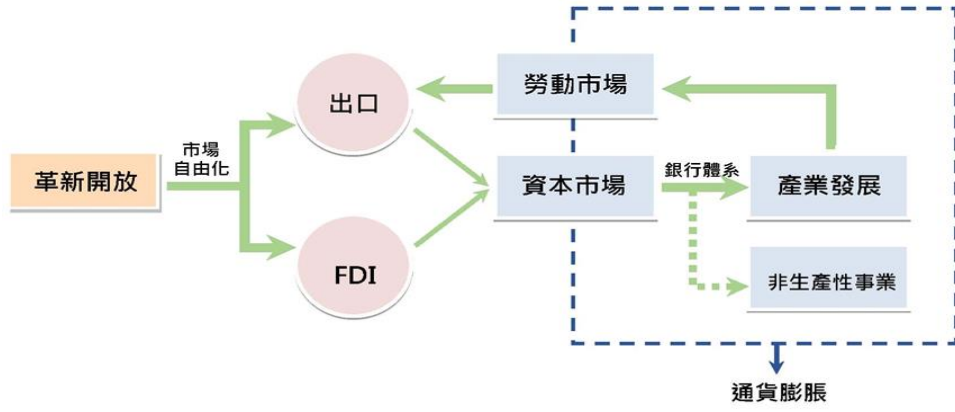 勞動市場
出口
市場
自由化
革新開放
資本市場
銀行體系
產業發展
FDI
非生產性事業
通貨膨脹